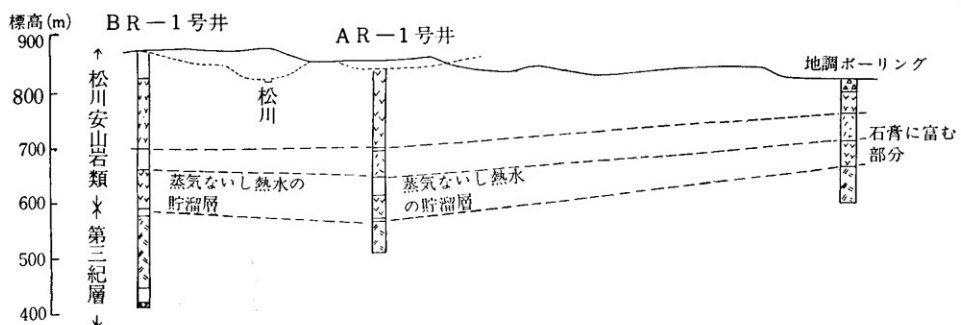 標高(m)
900
800
700
600
500
400
BR－1号井
AR－1号井
地調ボーリング
松川安山岩類
第三紀層
松川
蒸気ないし熱水の
貯溜層
蒸気ないし熱水
の貯溜層
石膏に富む
部分